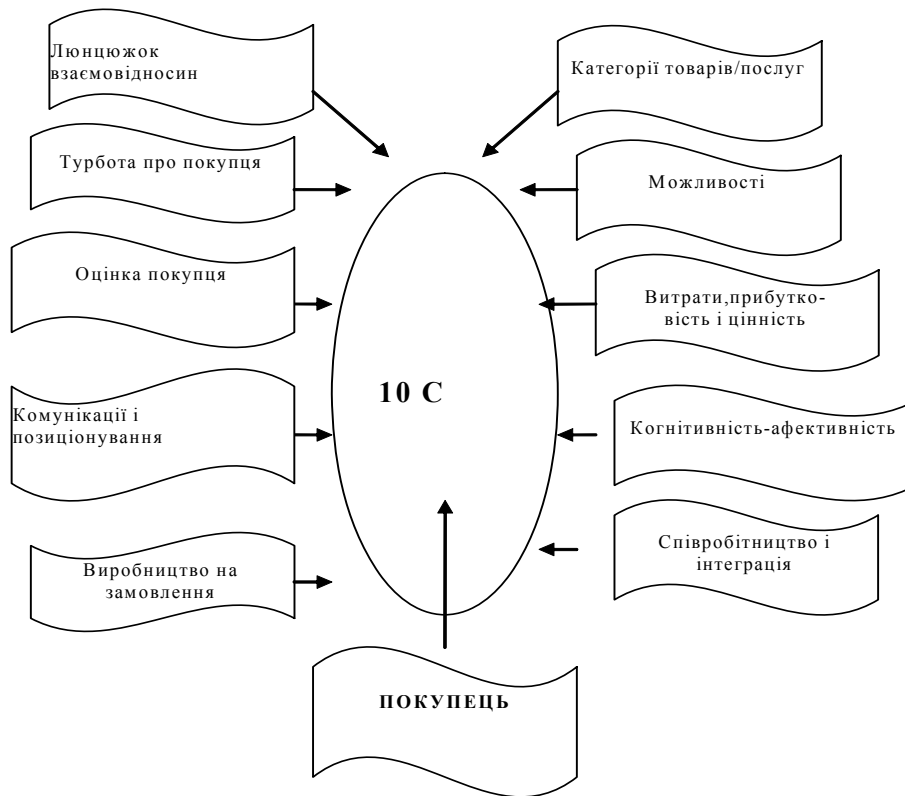 Люнцюжок
взаємовідносин
Категорії товарів/послуг
Турбота про покупця
Можливості
Оцінка покупця
Витрати,прибутко-
вість і цінність
10 С
Комунікації і
позиціонування
Когнітивність-афективність
Виробництво на
замовлення
Співробітництво і
інтеграція
ПОКУПЕЦЬ